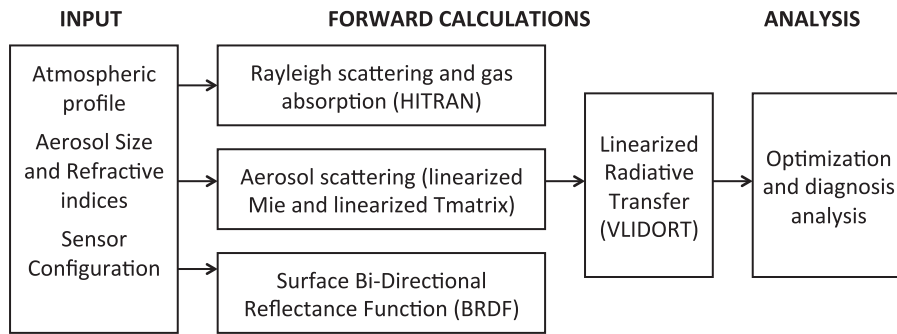 INPUT
FORWARD CALCULATIONS
ANALYSIS
Atmospheric
profile
Aerosol Size
and Refractive
indices
Sensor
Configuration
Rayleigh scattering and gas
absorption (HITRAN)
Aerosol scattering (linearized
Mie and linearized Tmatrix)
Surface Bi-Directional
Reflectance Function (BRDF)
Linearized
Radiative
Transfer
(VLIDORT)
Optimization
and diagnosis
analysis